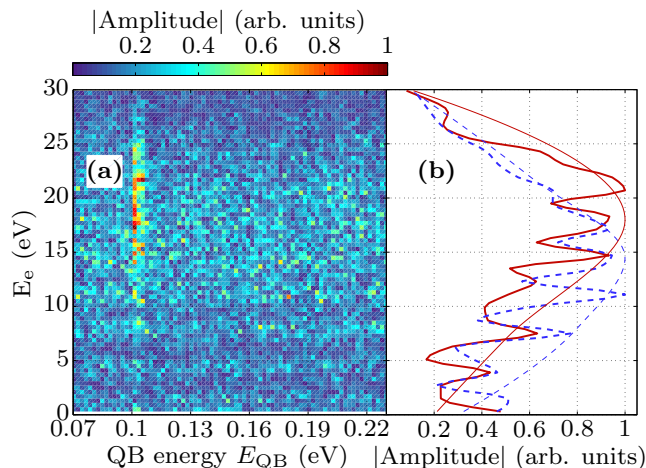 |Amplitude| (arb. units)
0.2 0.4 0.6 0.8 1
30
25
20
15
10
5
0
E_e (eV)
(a)
(b)
0.07 0.1 0.13 0.16 0.19 0.22
0.2 0.4 0.6 0.8 1
QB energy E_QB (eV)
|Amplitude| (arb. units)